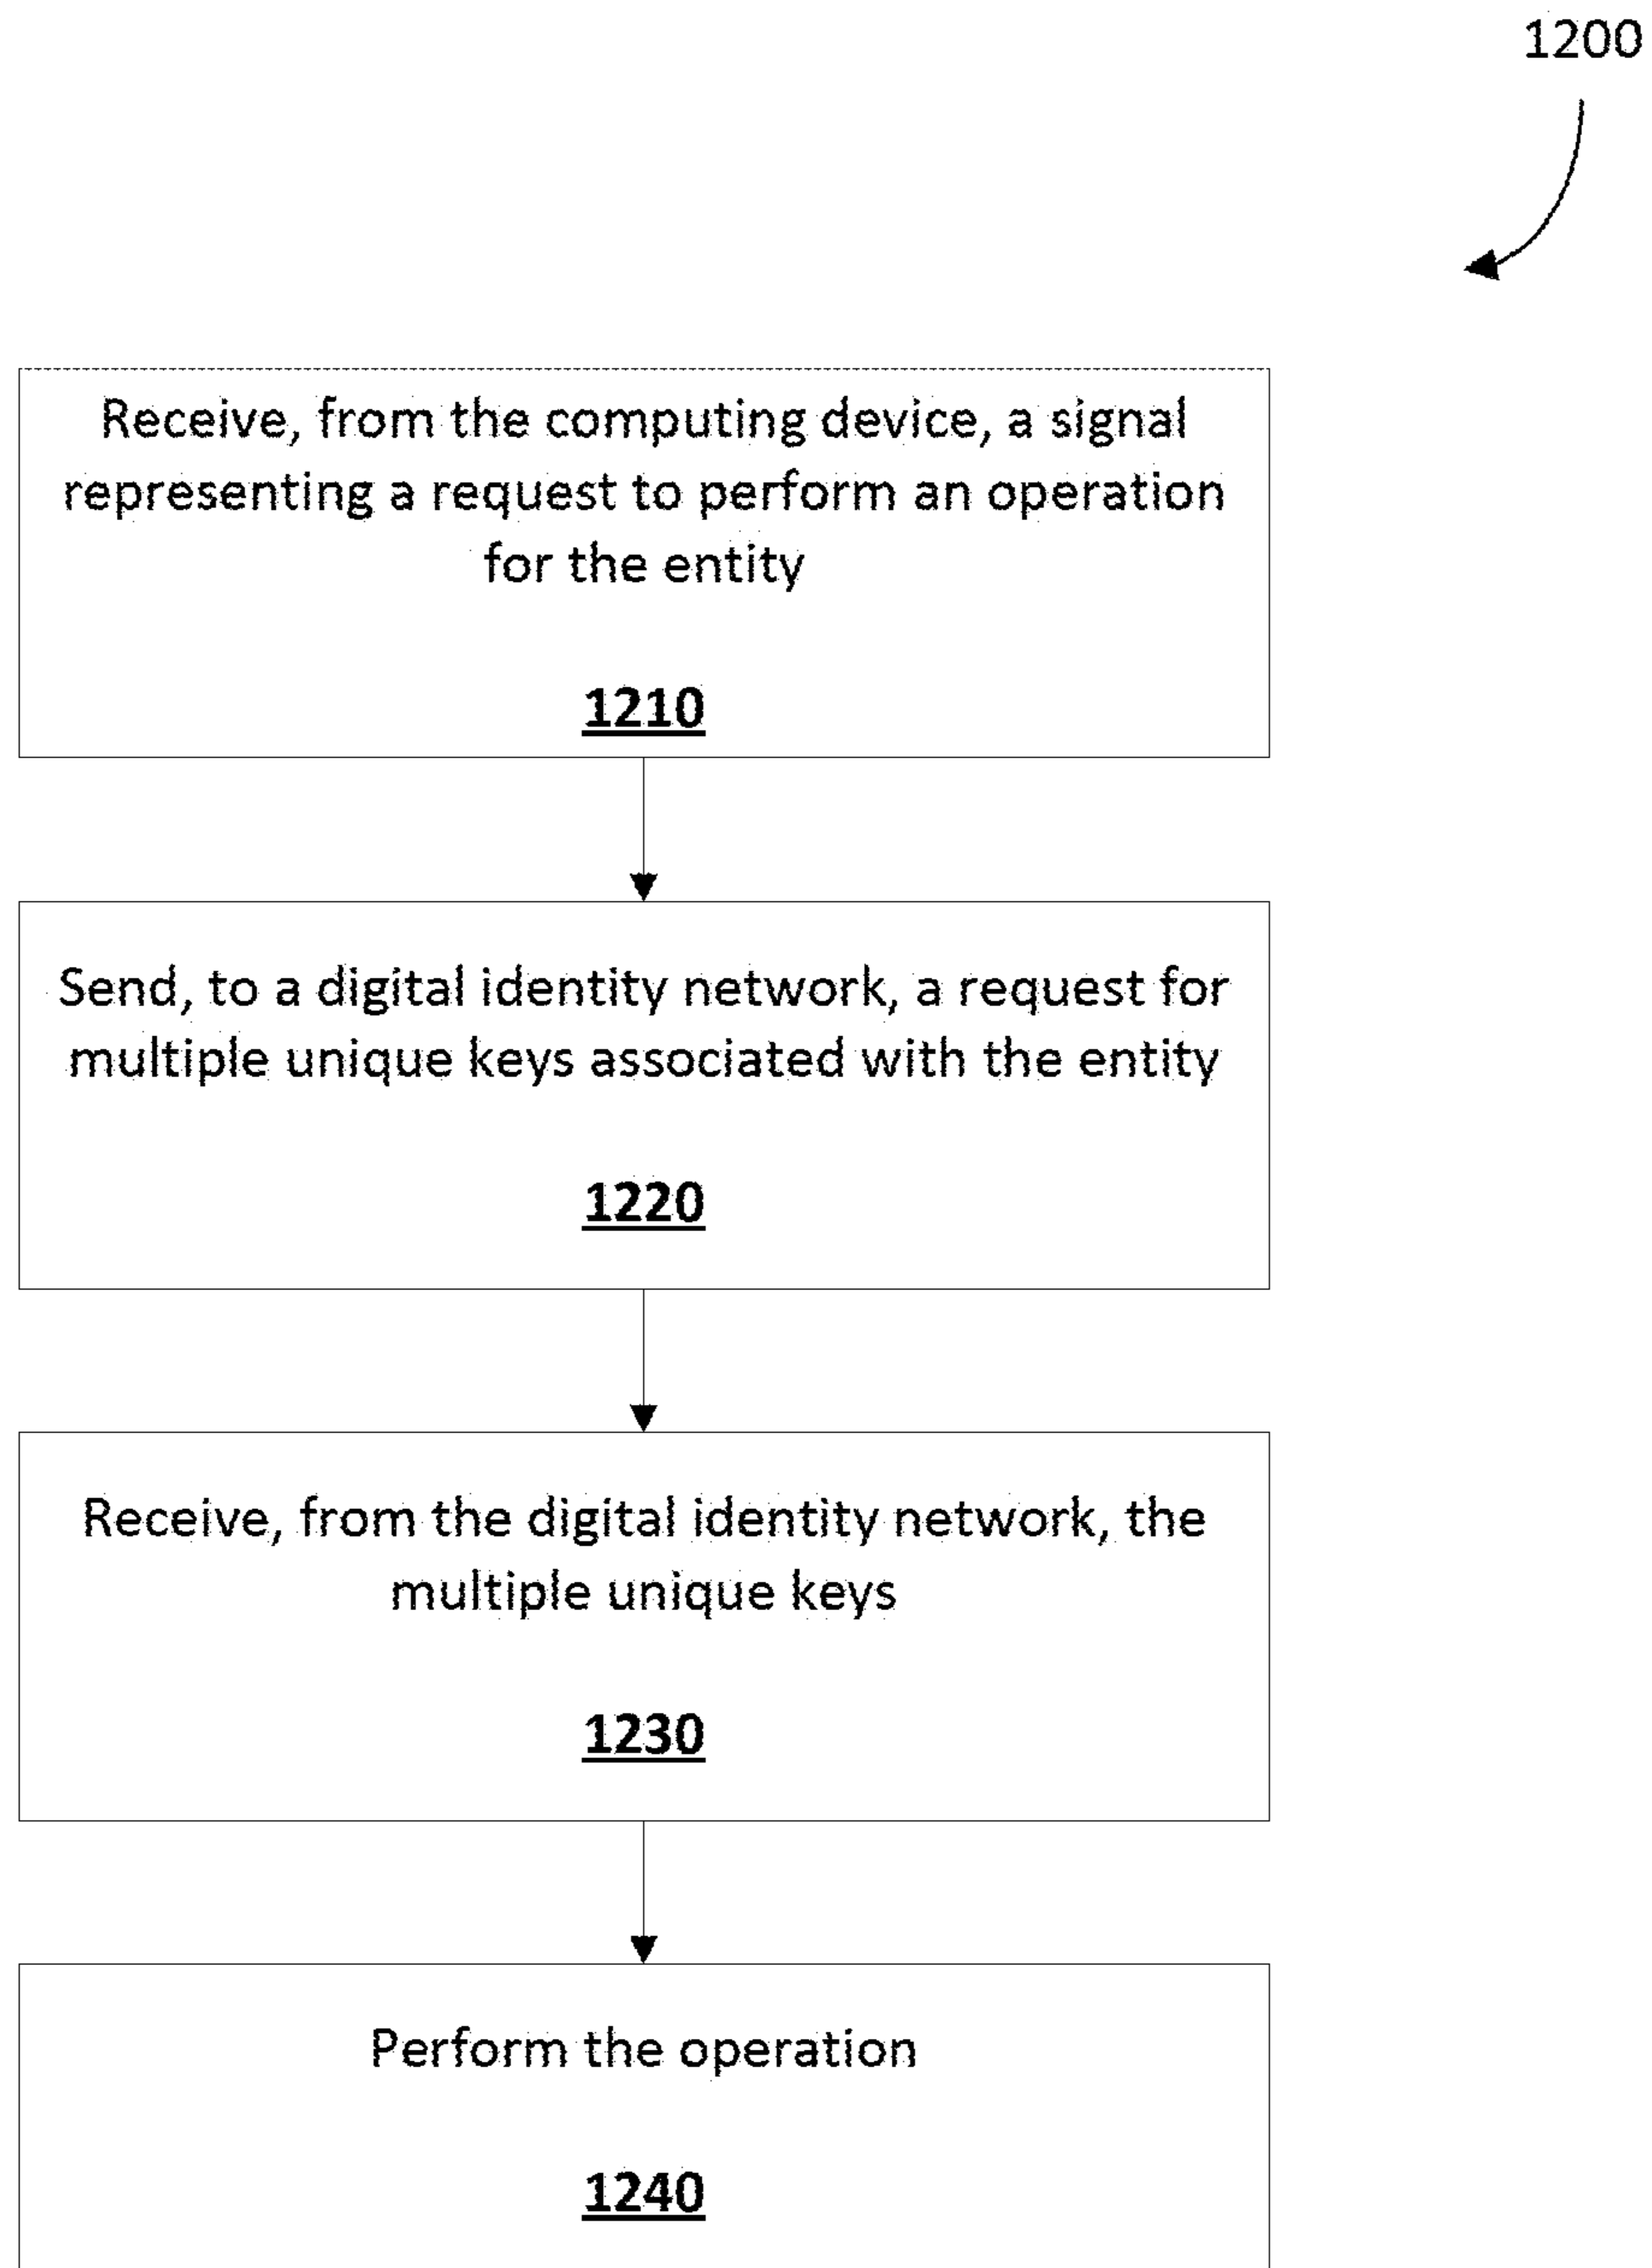 1200
Receive, from the computing device, a signal
representing a request to perform an operation
for the entity
1210
Send, to a digital identity network, a request for
multiple unique keys associated with the entity
1220
Receive, from the digital identity network, the
multiple unique keys
1230
Perform the operation
1240